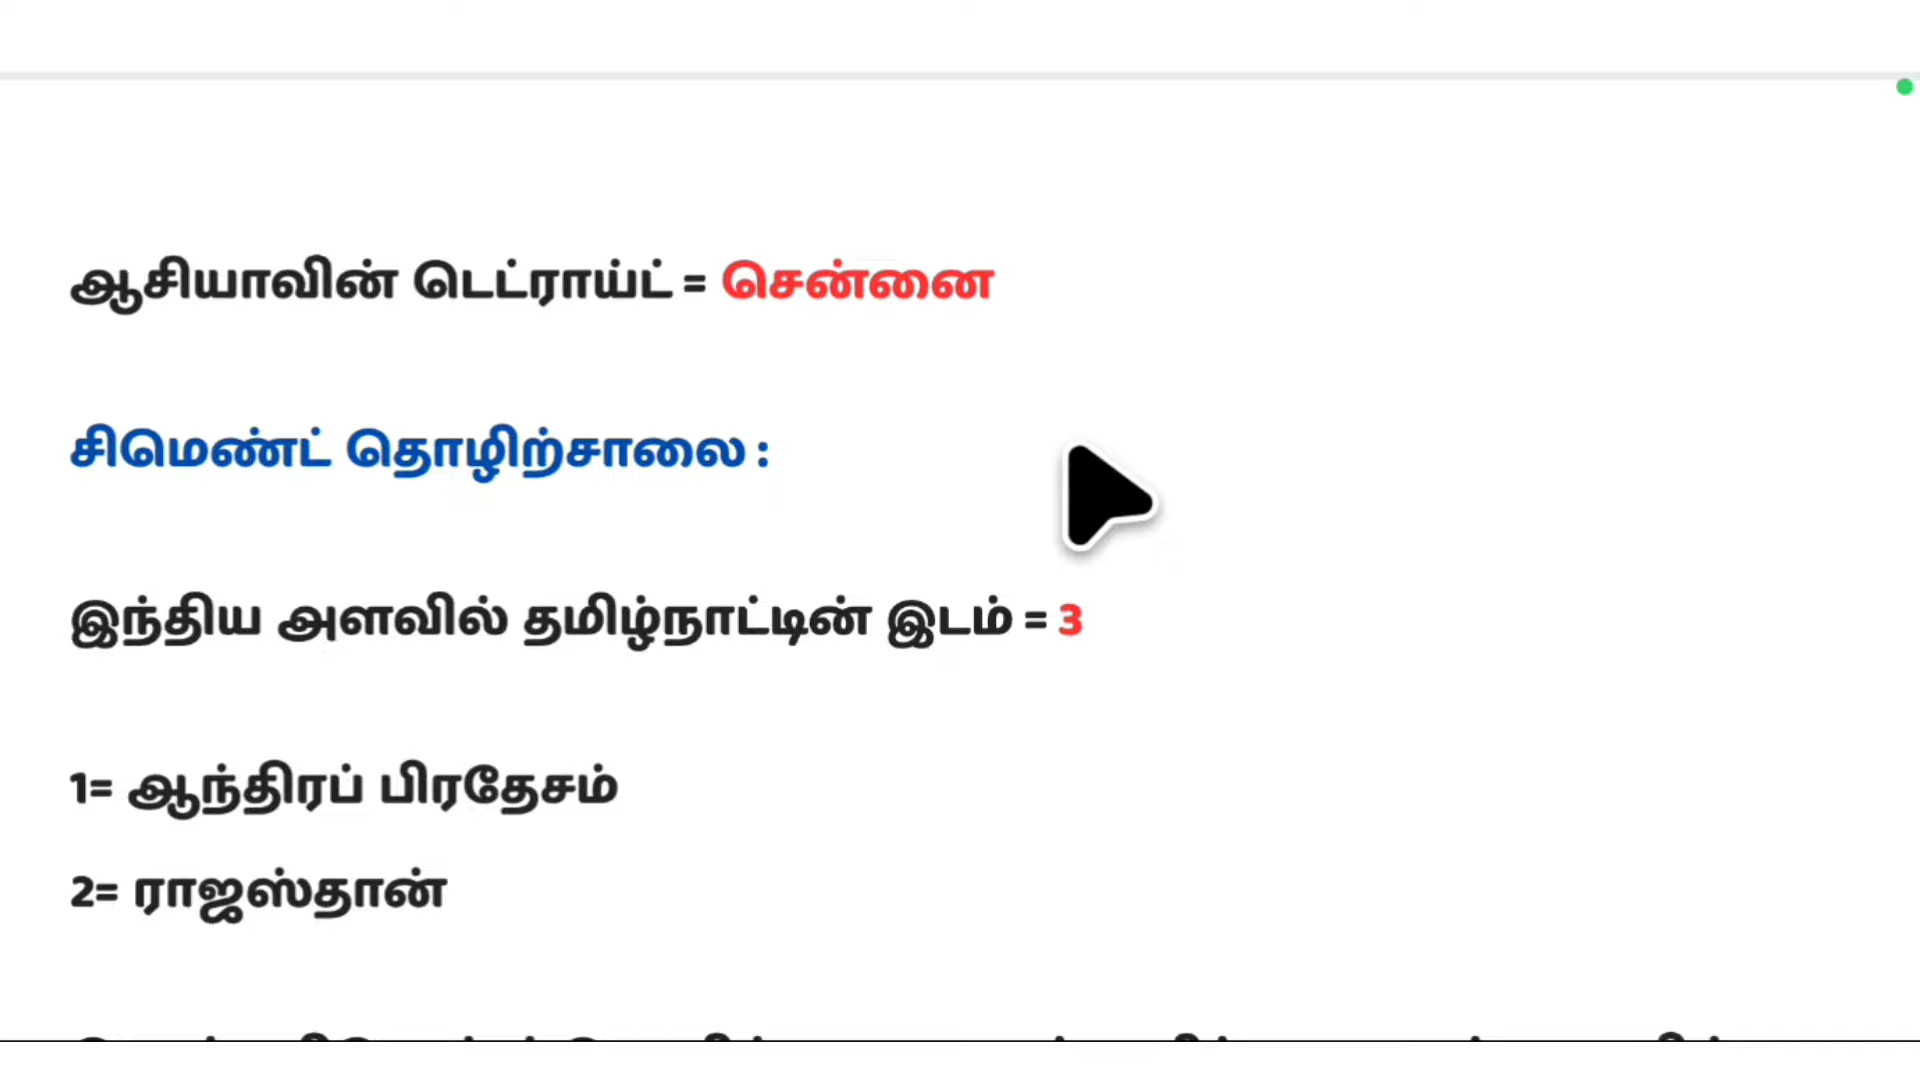 ஆசியாவின் டெட்ராய்ட் = சென்னை
சிமெண்ட் தொழிற்சாலை :
இந்திய அளவில் தமிழ்நாட்டின் இடம் = 3
1= ஆந்திரப் பிரதேசம்
2= ராஜஸ்தான்